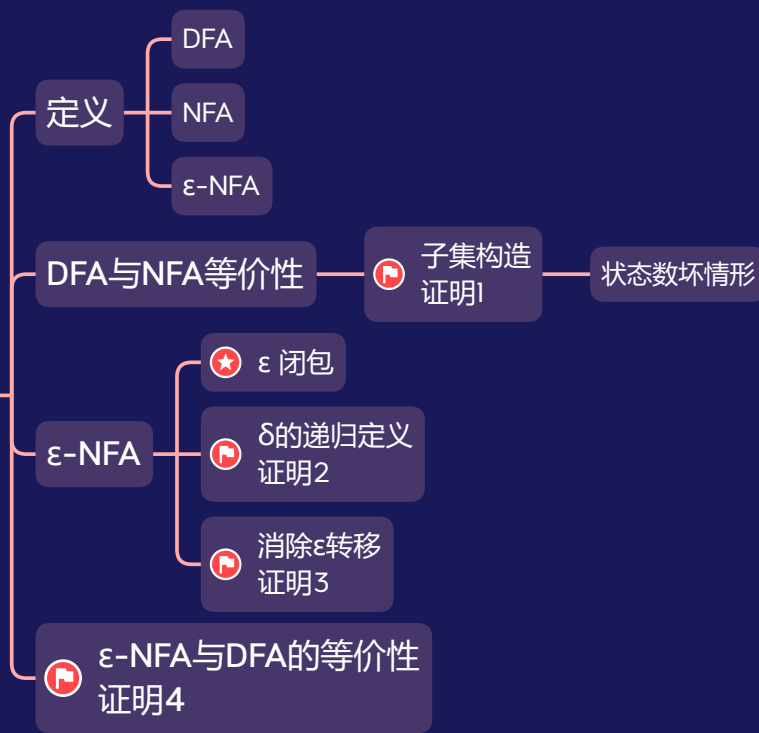 定义
DFA
NFA
ε-NFA
DFA与NFA等价性
子集构造
证明1
状态数坏情形
ε-NFA
ε 闭包
δ的递归定义
证明2
消除ε转移
证明3
ε-NFA与DFA的等价性
证明4